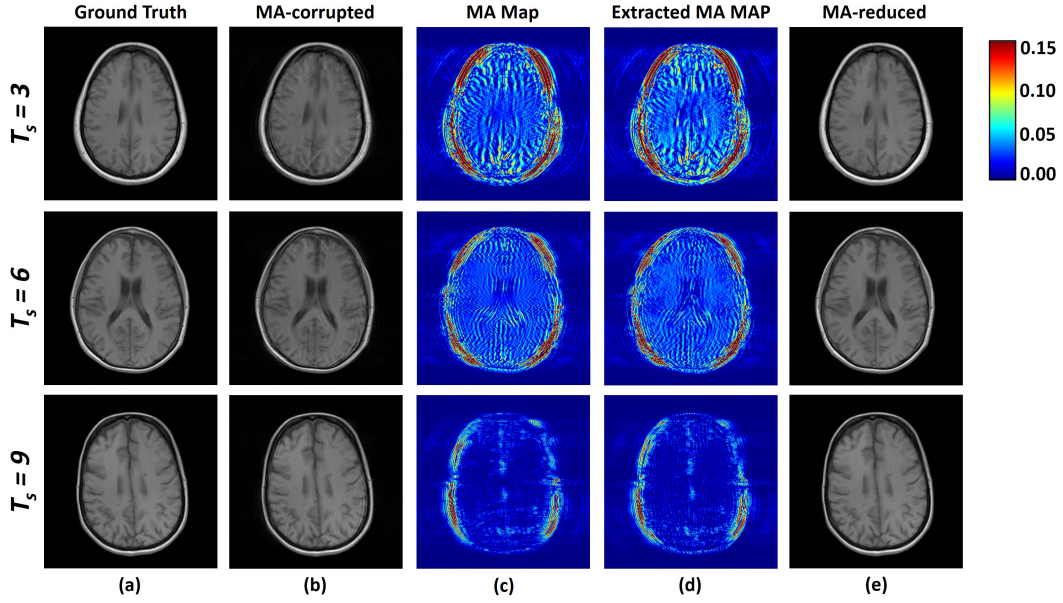 Ground Truth MA-corrupted MA Map Extracted MA MAP MA-reduced
Ts = 3
0.15
0.10
0.05
0.00
Ts = 6
Ts = 9
(a) (b) (c) (d) (e)